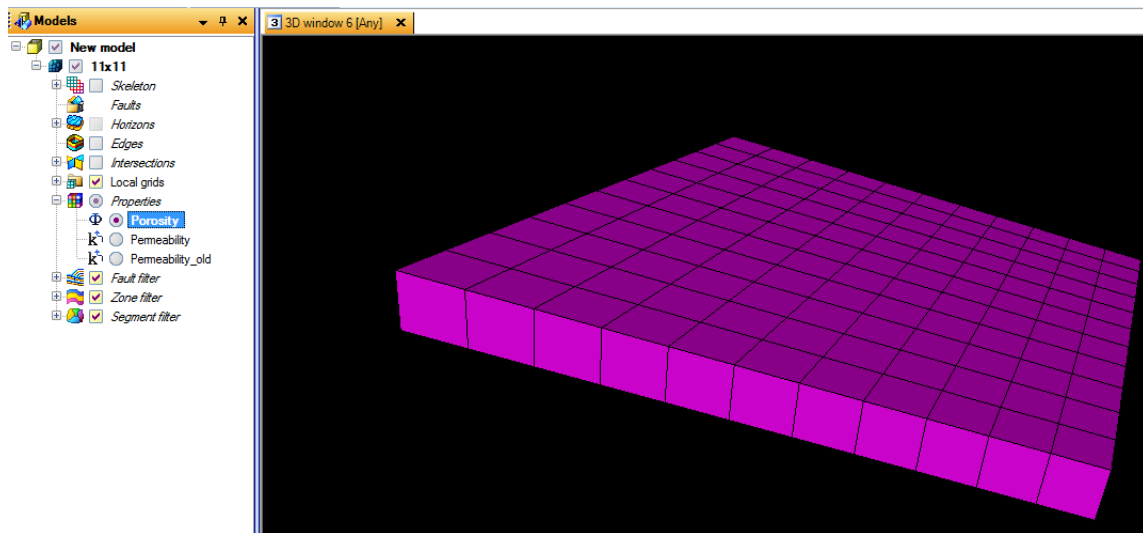 Models
3 3D window 6 [Any]
New model
11x11
Skeleton
Faults
Horizons
Edges
Intersections
Local grids
Properties
Φ Porosity
k Permeability
k Permeability_old
Fault filter
Zone filter
Segment filter